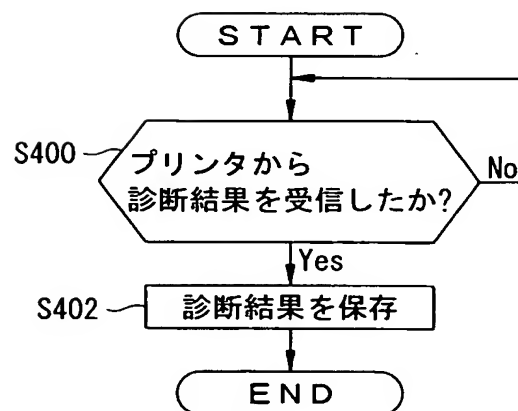 START
S400
プリンタから
診断結果を受信したか?
No
Yes
S402
診断結果を保存
END